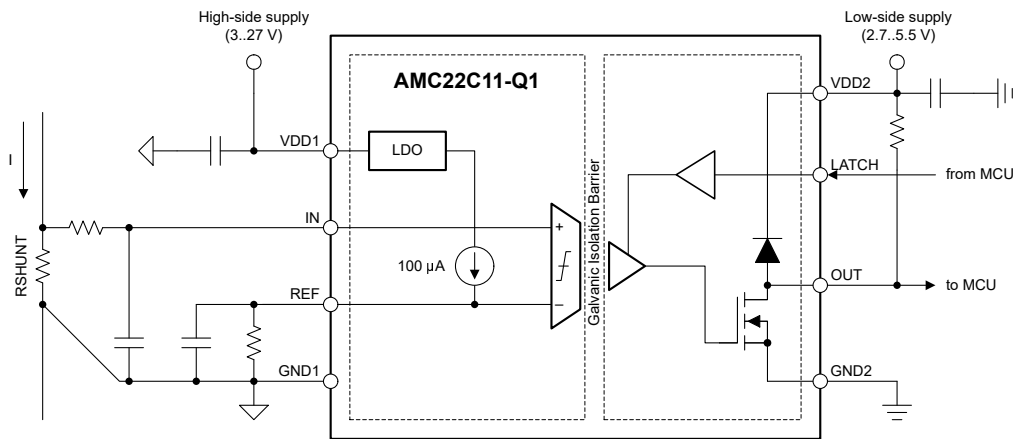 High-side supply
(3..27 V)
Low-side supply
(2.7..5.5 V)
AMC22C11-Q1
VDD1
LDO
VDD2
I
LATCH
from MCU
IN
RSHUNT
100 µA
Galvanic Isolation Barrier
REF
OUT
to MCU
GND1
GND2